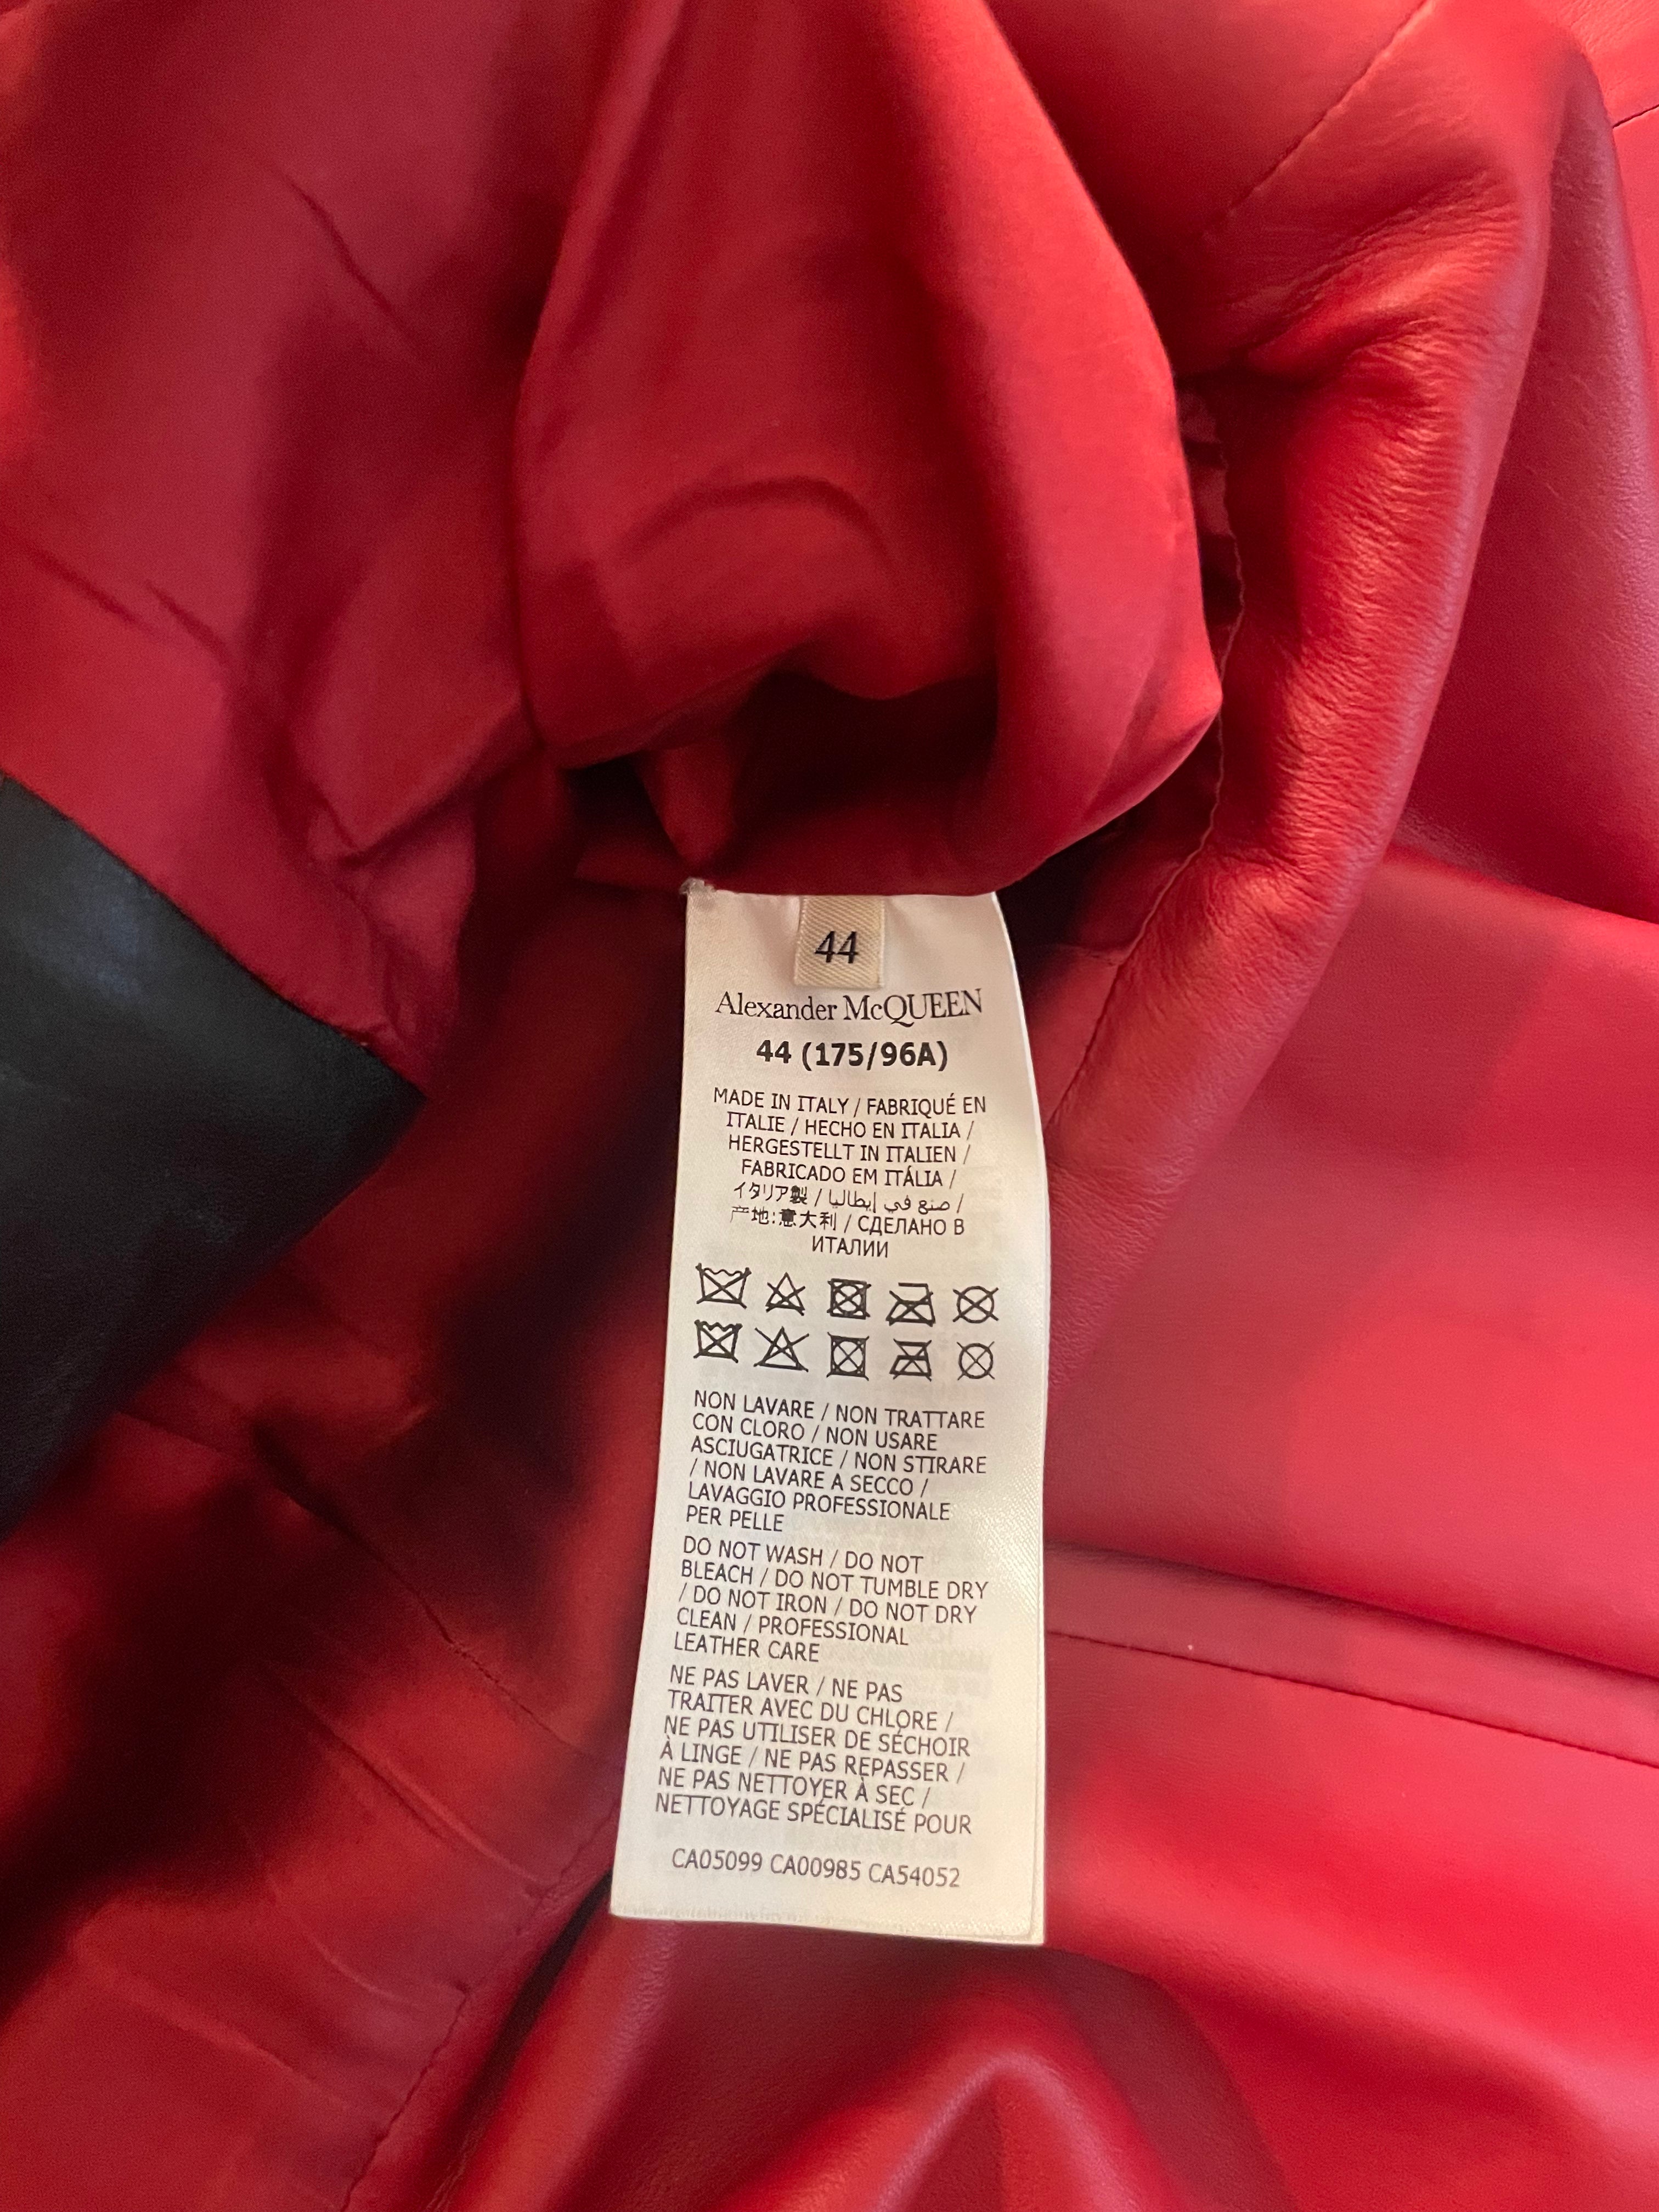 44
Alexander McQUEEN
44 (175/96A)
MADE IN ITALY / FABRIQUÉ EN
ITALIE / HECHO EN ITALIA /
HERGESTELLT IN ITALIEN /
FABRICADO EM ITÁLIA /
イタリア製 / صنع في إيطاليا /
产地:意大利 / СДЕЛАНО В
ИТАЛИИ
NON LAVARE / NON TRATTARE
CON CLORO / NON USARE
ASCIUGATRICE / NON STIRARE
/ NON LAVARE A SECCO /
LAVAGGIO PROFESSIONALE
PER PELLE
DO NOT WASH / DO NOT
BLEACH / DO NOT TUMBLE DRY
/ DO NOT IRON / DO NOT DRY
CLEAN / PROFESSIONAL
LEATHER CARE
NE PAS LAVER / NE PAS
TRAITER AVEC DU CHLORE /
NE PAS UTILISER DE SÉCHOIR
À LINGE / NE PAS REPASSER /
NE PAS NETTOYER À SEC /
NETTOYAGE SPÉCIALISÉ POUR
CA05099 CA00985 CA54052